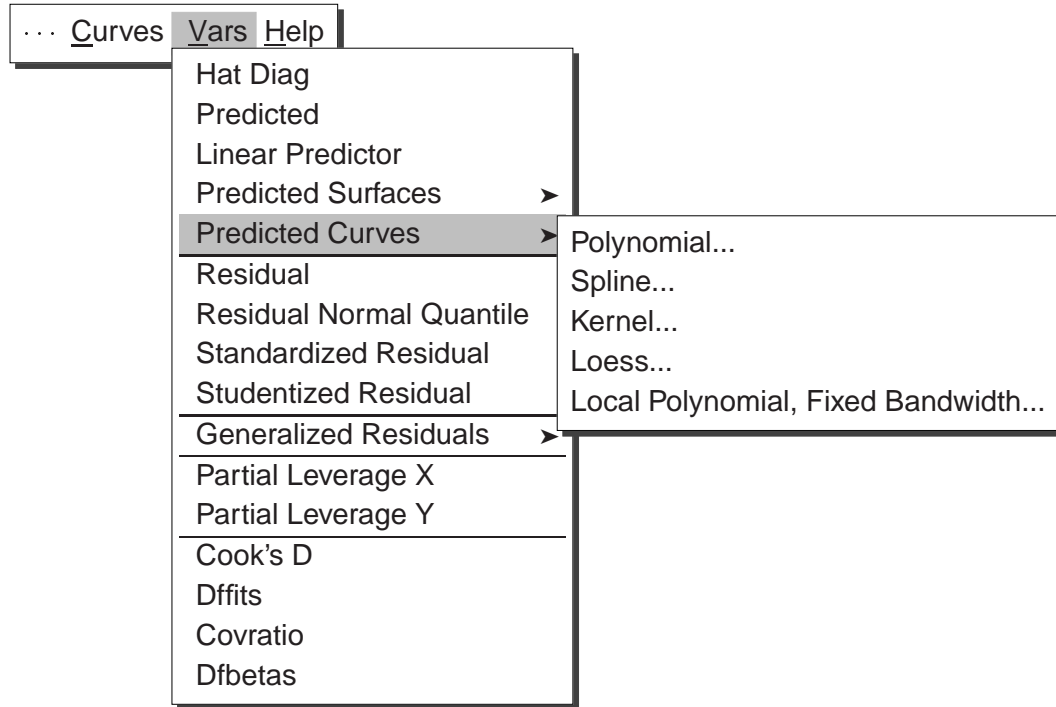 ... Curves Vars Help
Hat Diag
Predicted
Linear Predictor
Predicted Surfaces ➤
Predicted Curves ➤
Residual
Residual Normal Quantile
Standardized Residual
Studentized Residual
Generalized Residuals ➤
Partial Leverage X
Partial Leverage Y
Cook's D
Dffits
Covratio
Dfbetas
Polynomial...
Spline...
Kernel...
Loess...
Local Polynomial, Fixed Bandwidth...